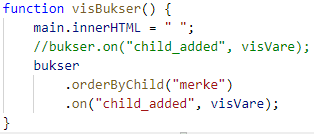 function visBukser() {
    main.innerHTML = " ";
    //bukser.on("child_added", visVare);
    bukser
        .orderByChild("merke")
        .on("child_added", visVare);
}